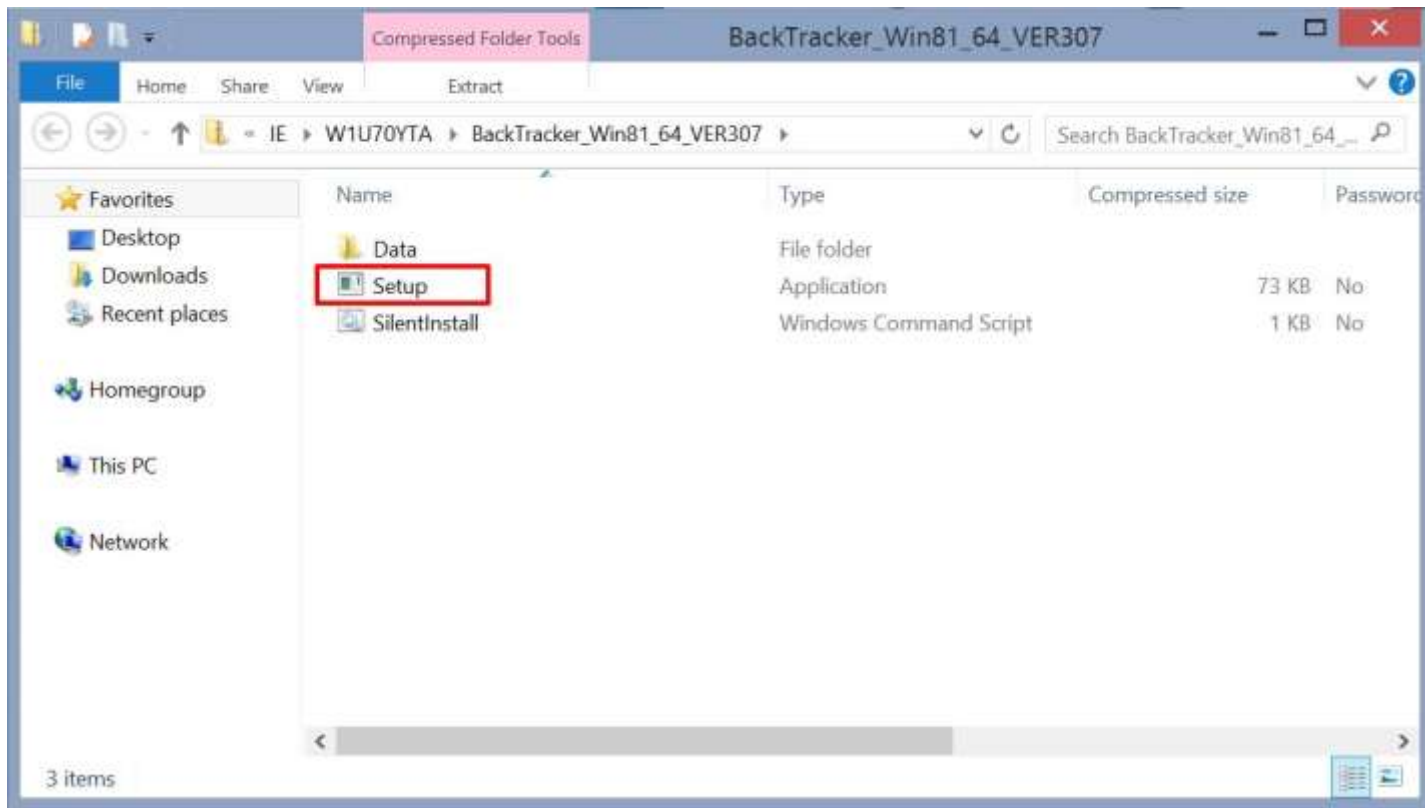 Compressed Folder Tools BackTracker_Win81_64_VER307
File Home Share View Extract
IE W1U70YTA BackTracker_Win81_64_VER307 Search BackTracker_Win81_64_...
Name Type Compressed size Password
Favorites
Desktop
Downloads
Recent places
Homegroup
This PC
Network
Data File folder
Setup Application 73 KB No
SilentInstall Windows Command Script 1 KB No
3 items